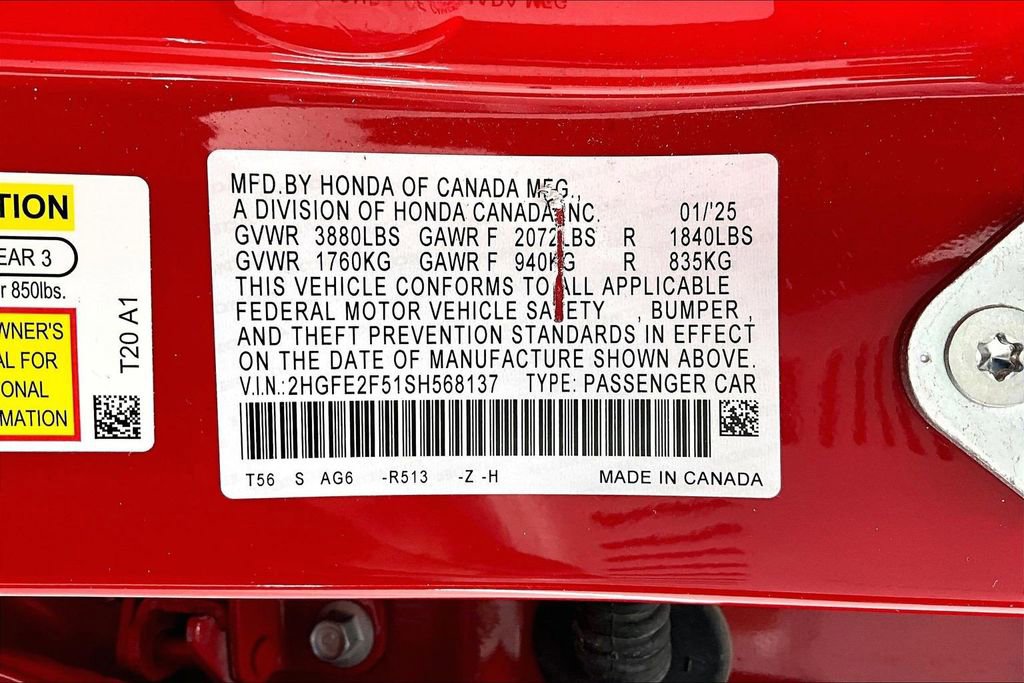 TION
EAR 3
r 850lbs.
WNER'S
AL FOR
ONAL
MATION
T20 A1
MFD.BY HONDA OF CANADA MFG.,
A DIVISION OF HONDA CANADA INC. 01/'25
GVWR 3880LBS GAWR F 2072LBS R 1840LBS
GVWR 1760KG GAWR F 940KG R 835KG
THIS VEHICLE CONFORMS TO ALL APPLICABLE
FEDERAL MOTOR VEHICLE SAFETY , BUMPER ,
AND THEFT PREVENTION STANDARDS IN EFFECT
ON THE DATE OF MANUFACTURE SHOWN ABOVE.
V.I.N.:2HGFE2F51SH568137 TYPE: PASSENGER CAR
T56 S AG6 -R513 -Z -H MADE IN CANADA